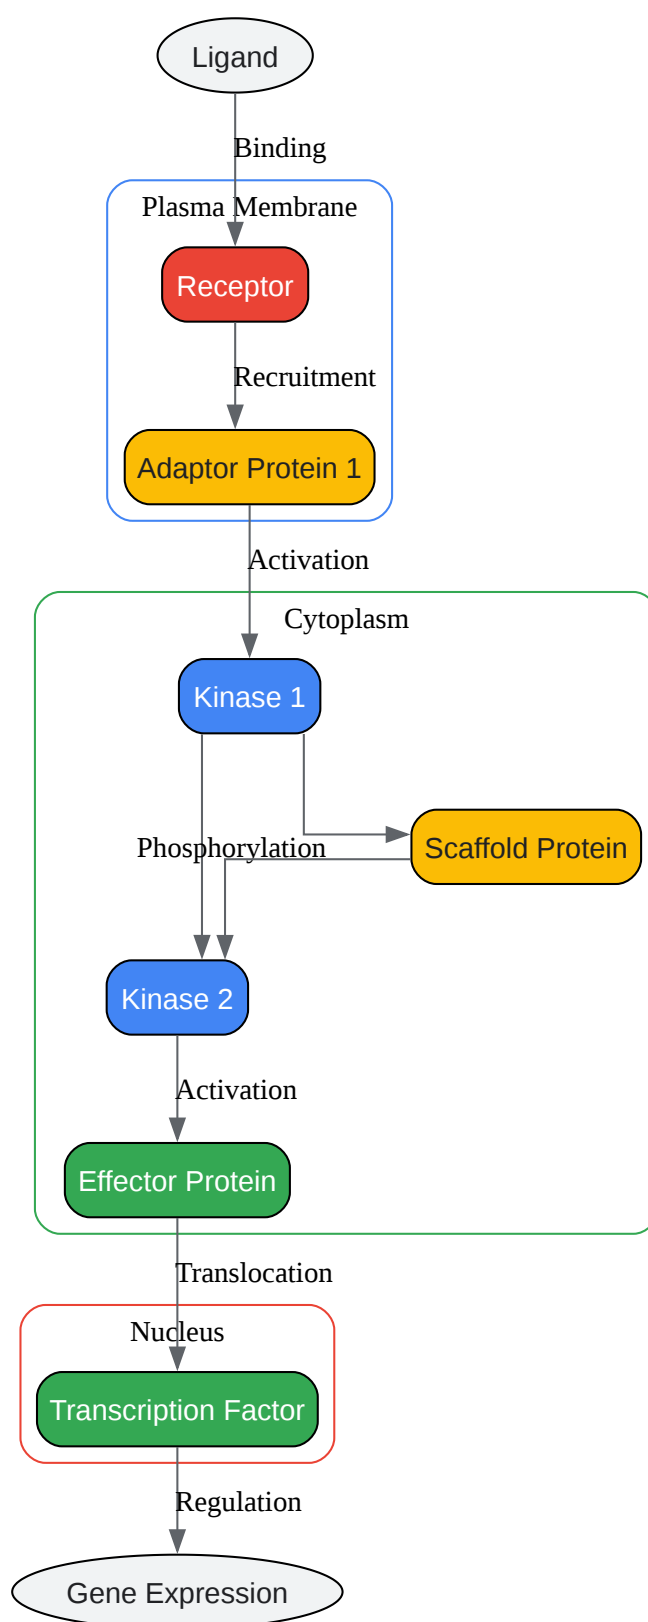 Ligand
Binding
Plasma Membrane
Receptor
Recruitment
Adaptor Protein 1
Activation
Cytoplasm
Kinase 1
Phosphorylation
Scaffold Protein
Kinase 2
Activation
Effector Protein
Translocation
Nucleus
Transcription Factor
Regulation
Gene Expression